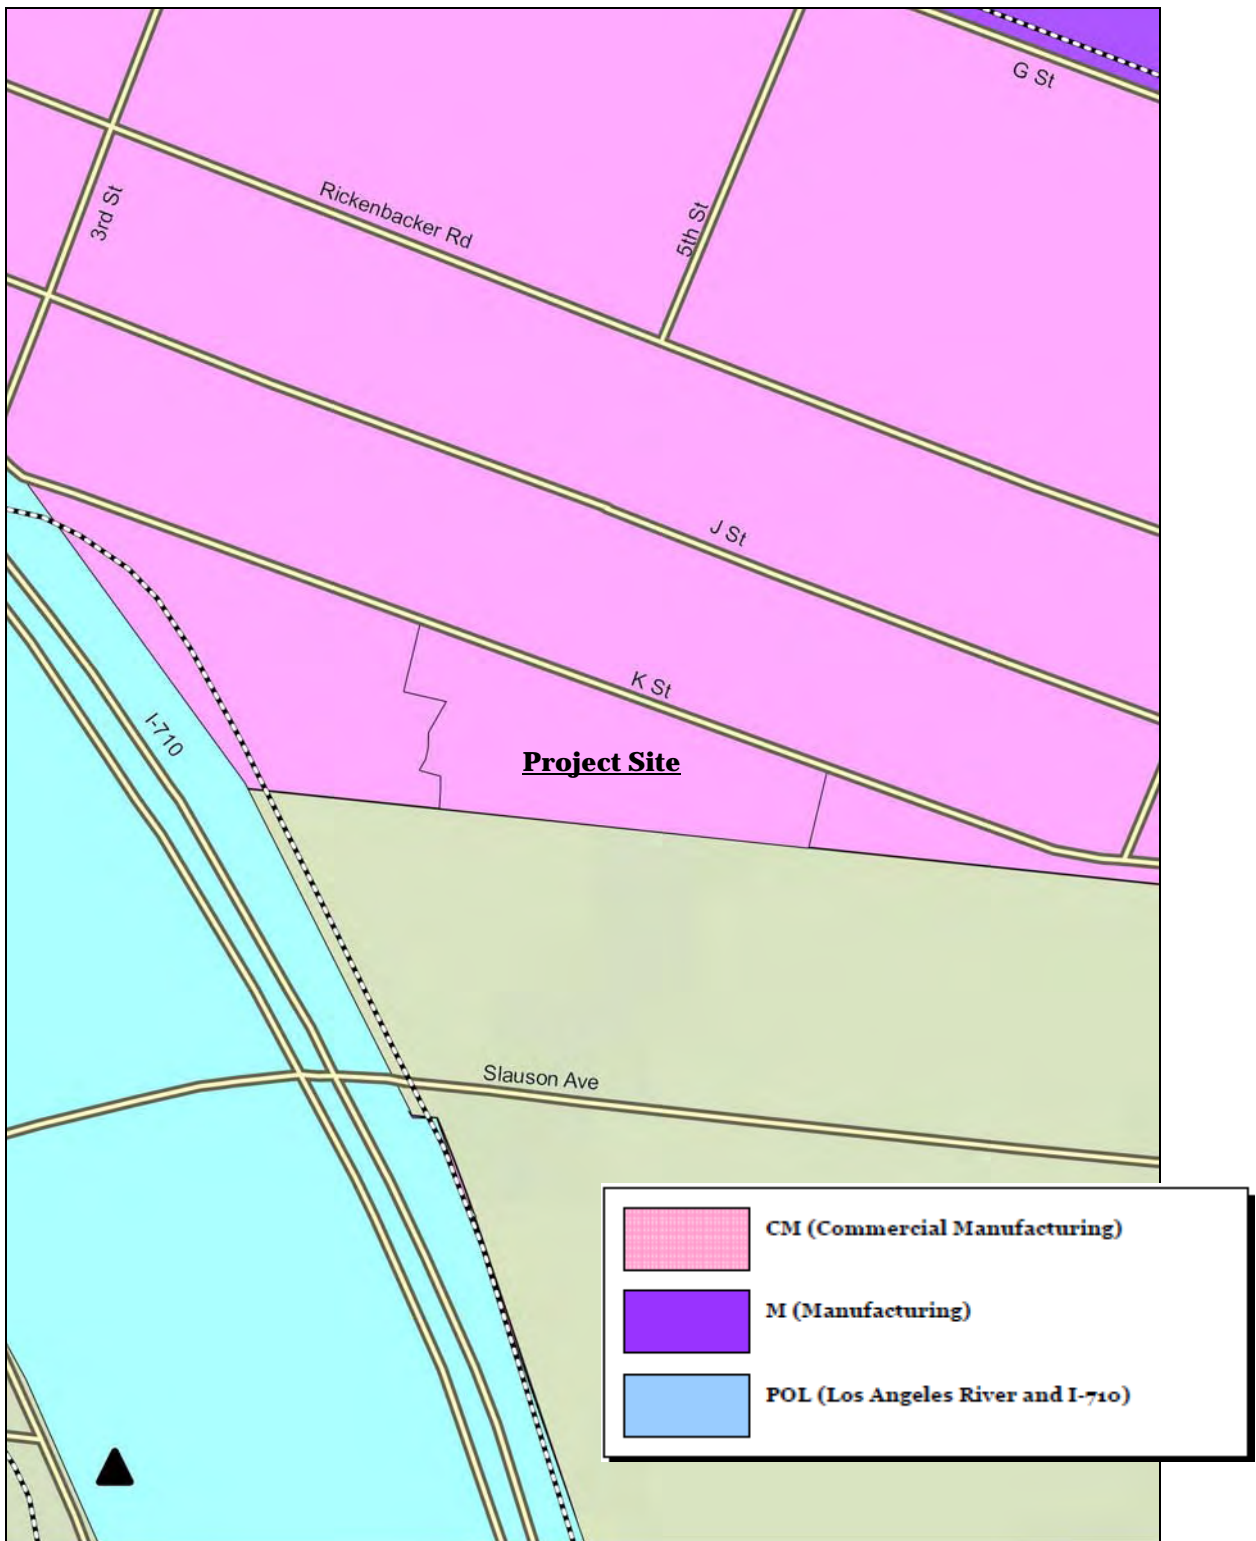 G St
Rickenbacker Rd
3rd St
5th St
J St
K St
I-710
Project Site
Slauson Ave
CM (Commercial Manufacturing)
M (Manufacturing)
POL (Los Angeles River and I-710)